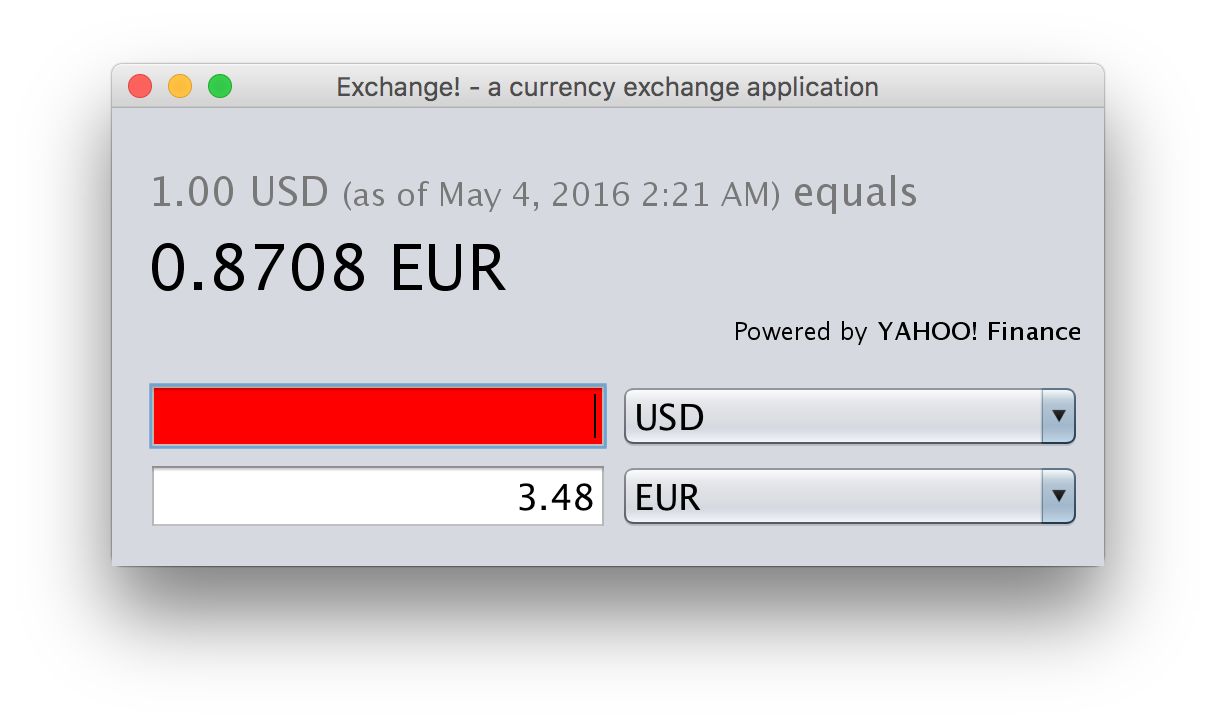 Exchange! - a currency exchange application
1.00 USD (as of May 4, 2016 2:21 AM) equals
0.8708 EUR
Powered by YAHOO! Finance
USD
3.48 EUR